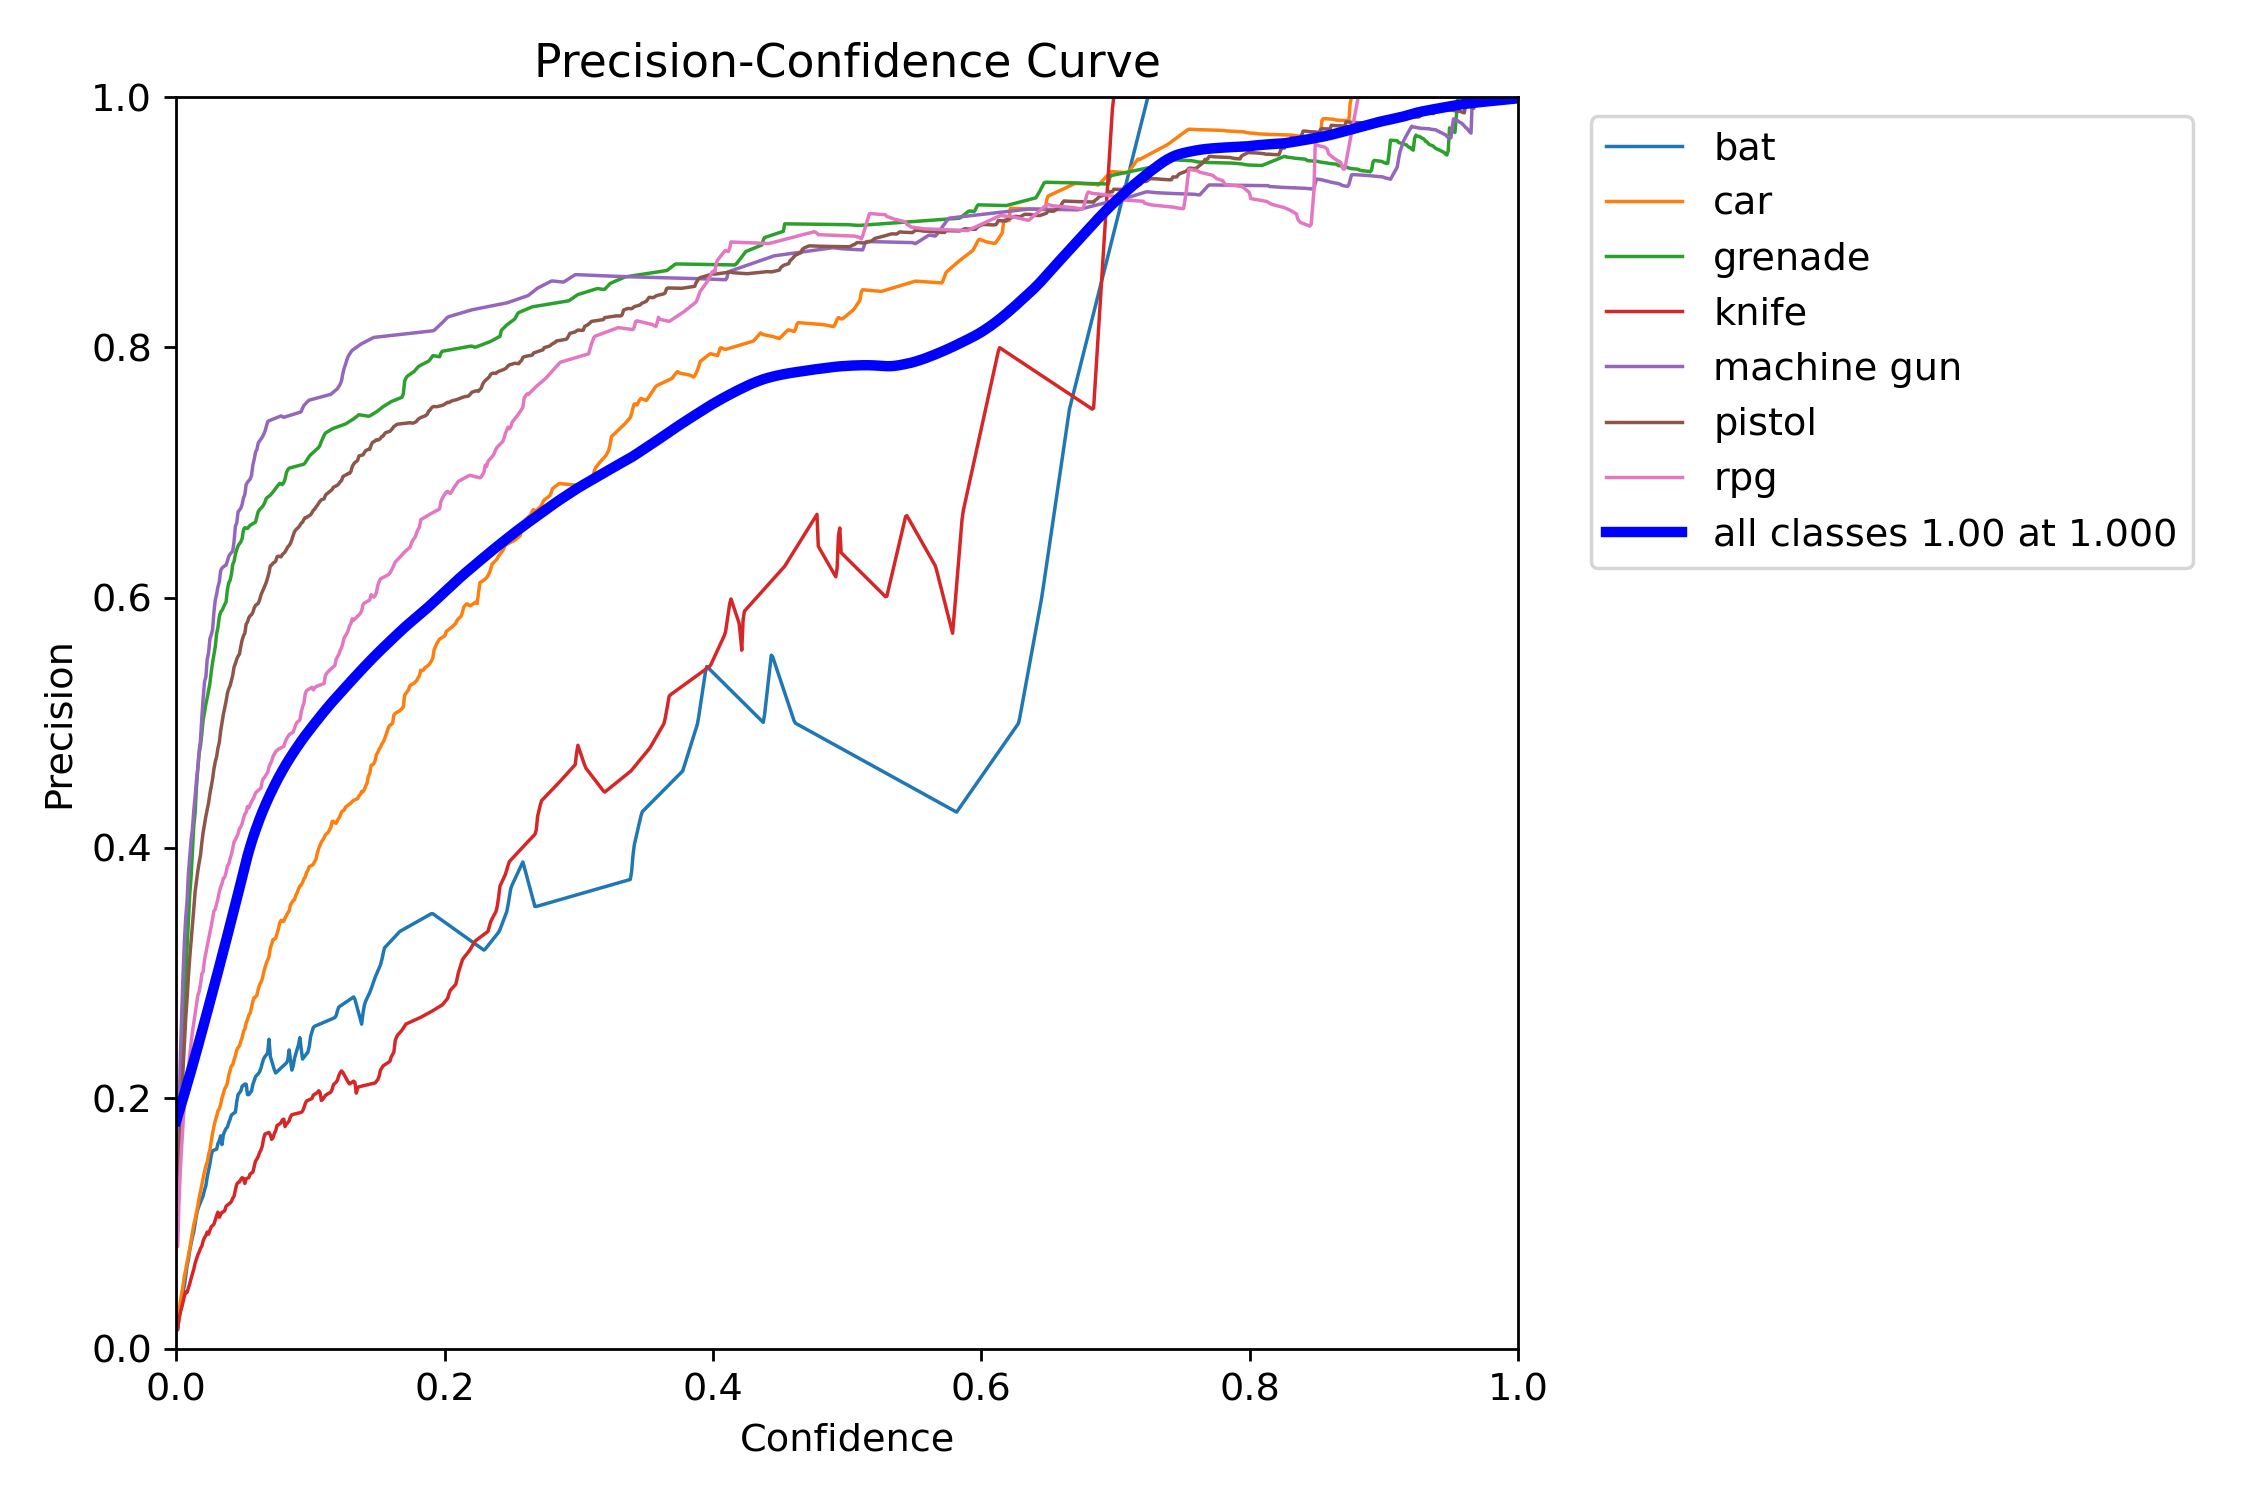 Precision-Confidence Curve
1.0
0.8
0.6
0.4
0.2
0.0
Precision
0.0 0.2 0.4 0.6 0.8 1.0
Confidence
bat
car
grenade
knife
machine gun
pistol
rpg
all classes 1.00 at 1.000